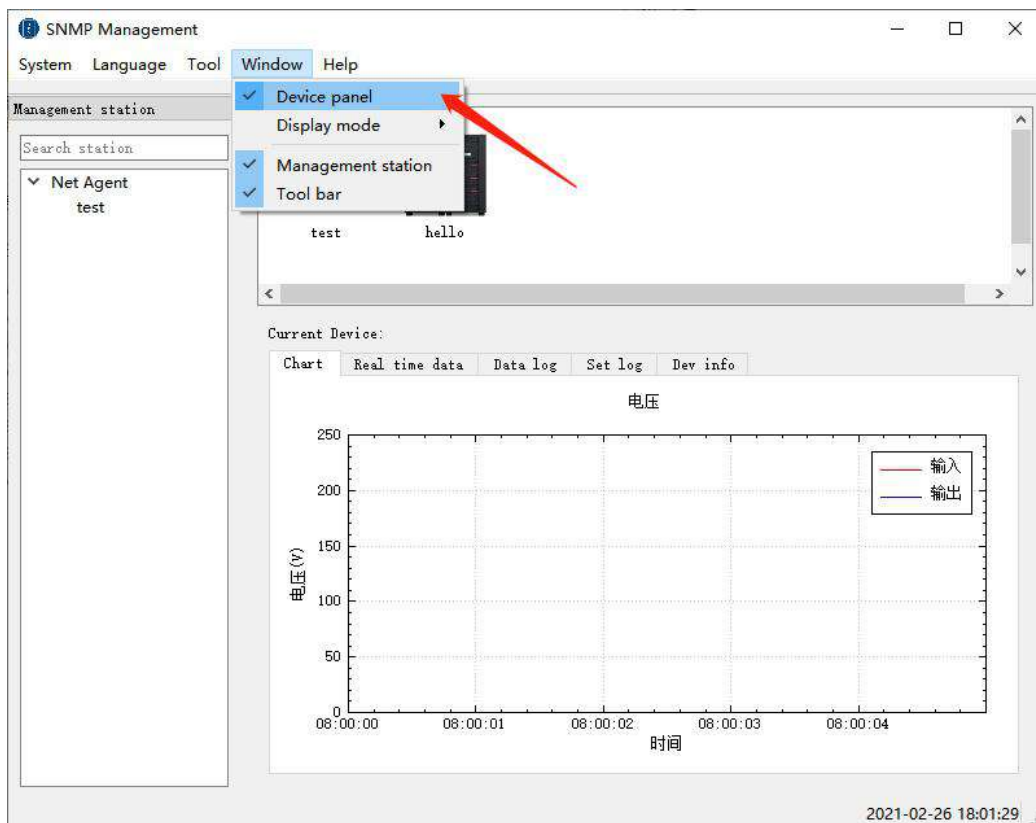 SNMP Management
System Language Tool Window Help
Management station
Search station
Net Agent
test
Device panel
Display mode
Management station
Tool bar
test hello
Current Device:
Chart Real time data Data log Set log Dev info
电压
250
200
150
100
50
0
电压(v)
输入
输出
08:00:00 08:00:01 08:00:02 08:00:03 08:00:04
时间
2021-02-26 18:01:29